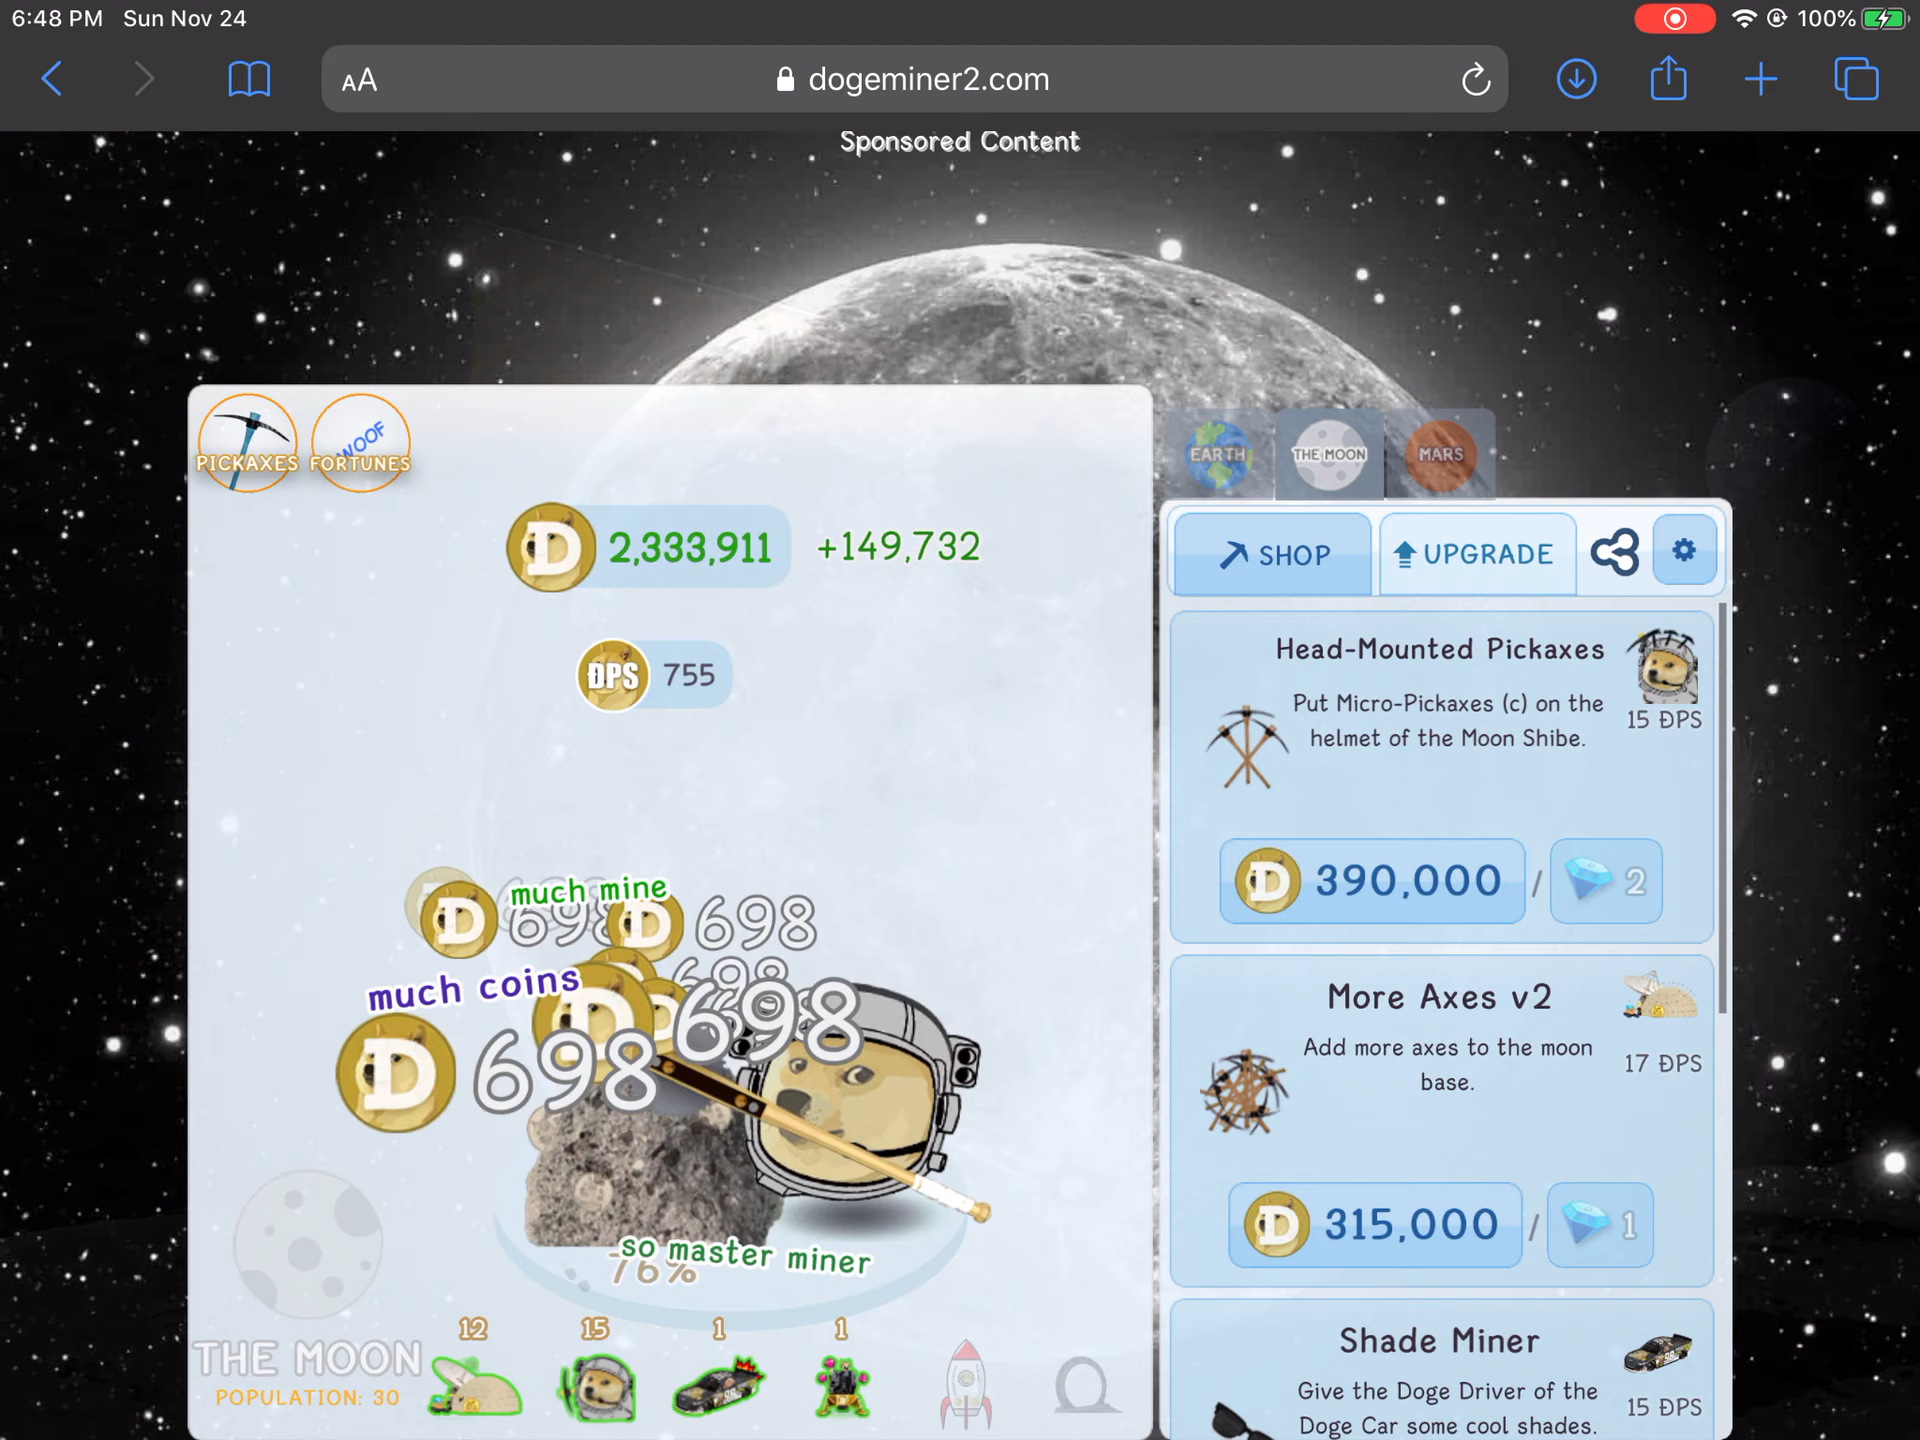 6:48 PM Sun Nov 24
100%
AA
dogeminer2.com
Sponsored Content
PICKAXES
WOOF
FORTUNES
EARTH
THE MOON
MARS
D 2,333,911 +149,732
ÐPS 755
SHOP
UPGRADE
Head-Mounted Pickaxes
Put Micro-Pickaxes (c) on the
helmet of the Moon Shibe.
15 ÐPS
D 390,000 / 2
More Axes v2
Add more axes to the moon
base.
17 ÐPS
D 315,000 / 1
Shade Miner
Give the Doge Driver of the
Doge Car some cool shades.
15 ÐPS
much mine
D 698 D 698
698
much coins
698
D 698
so master miner
76%
THE MOON
POPULATION: 30
12
15
1
1